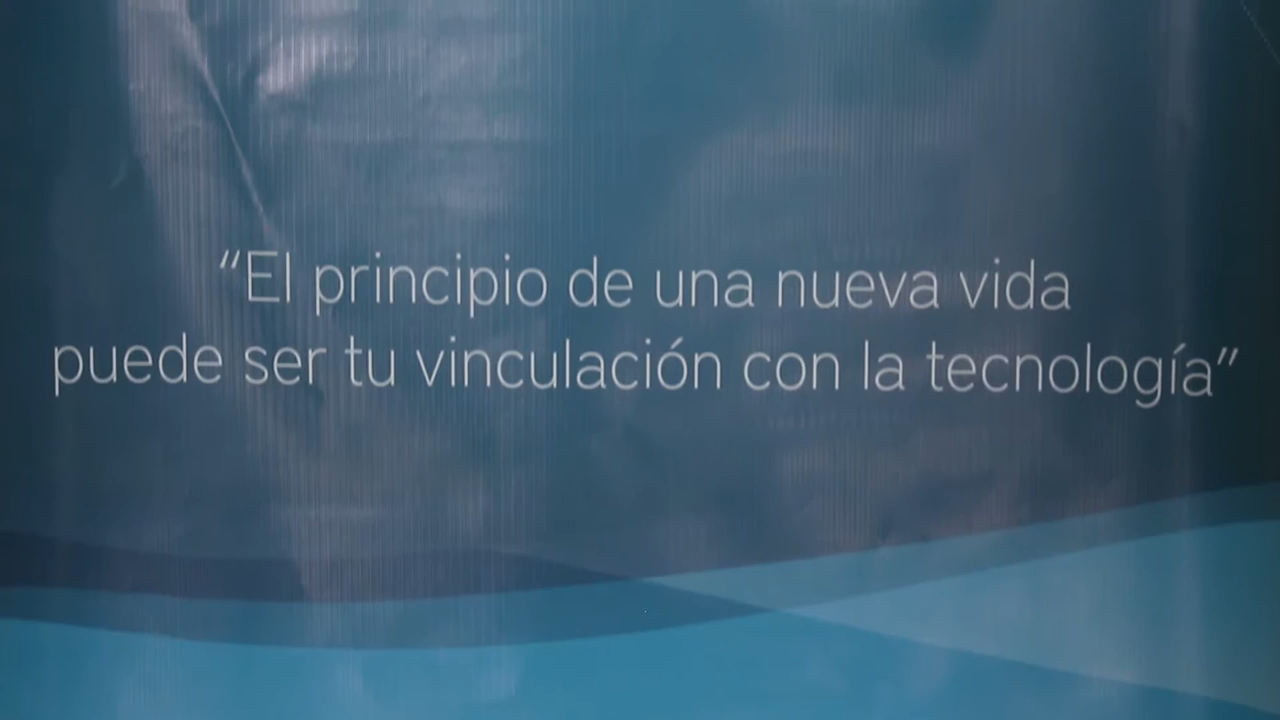 “El principio de una nueva vida
puede ser tu vinculación con la tecnología”